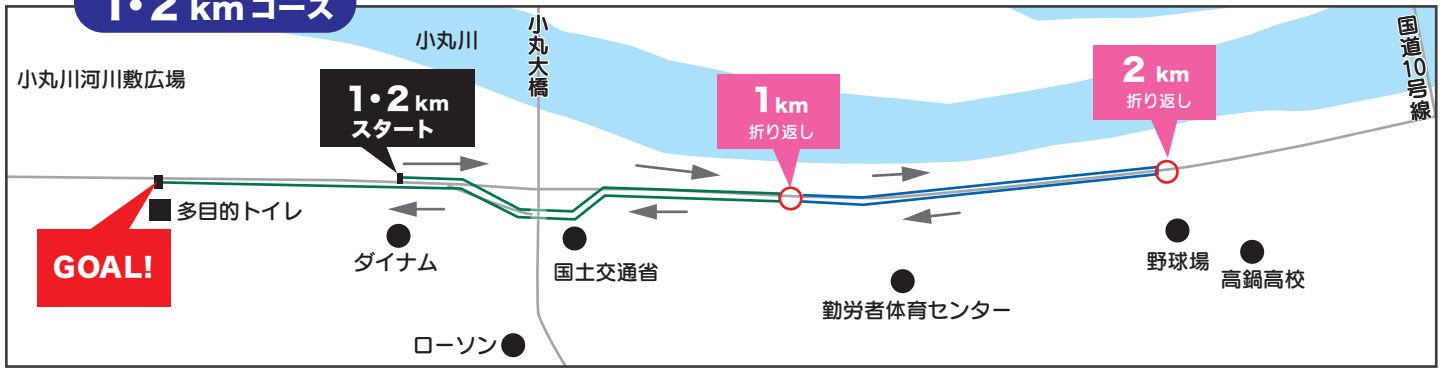 1・2 kmコース
小丸川河川敷広場
小丸川
小丸大橋
国道10号線
1・2 km
スタート
1 km
折り返し
2 km
折り返し
GOAL!
多目的トイレ
ダイナム
国土交通省
ローソン
勤労者体育センター
野球場
高鍋高校